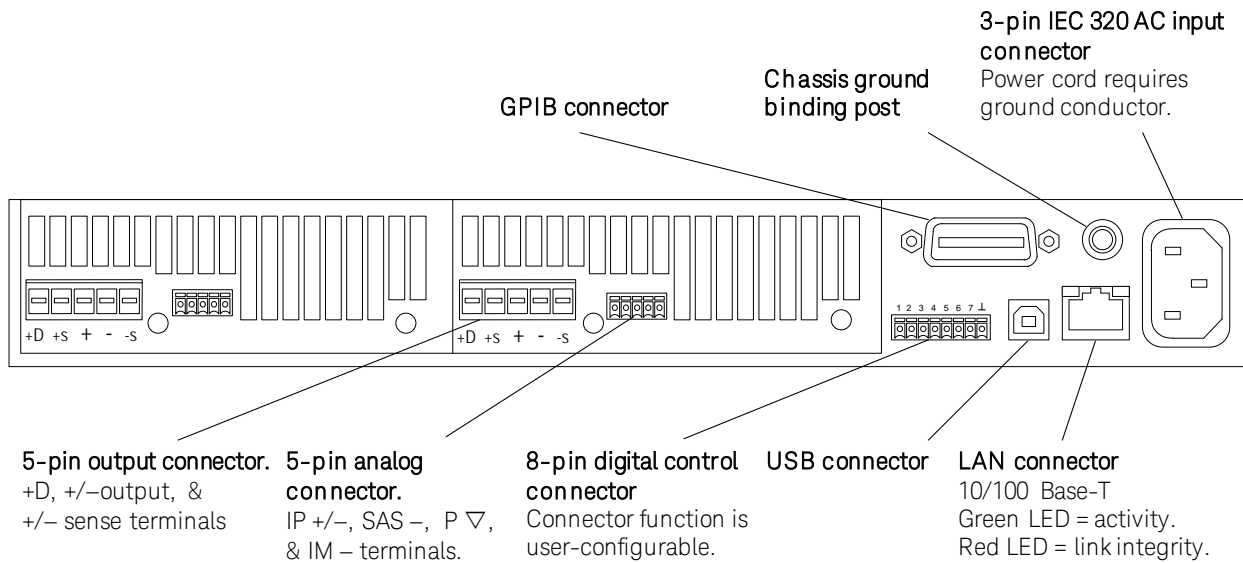 3-pin IEC 320 AC input
connector
Power cord requires
ground conductor.
Chassis ground
binding post
GPIB connector
1 2 3 4 5 6 7 ⊥
+D +S + - -S
+D +S + - -S
5-pin output connector.
+D, +/–output, &
+/– sense terminals
5-pin analog
connector.
IP +/–, SAS –, P ▽,
& IM – terminals.
8-pin digital control
connector
Connector function is
user-configurable.
USB connector
LAN connector
10/100 Base-T
Green LED = activity.
Red LED = link integrity.